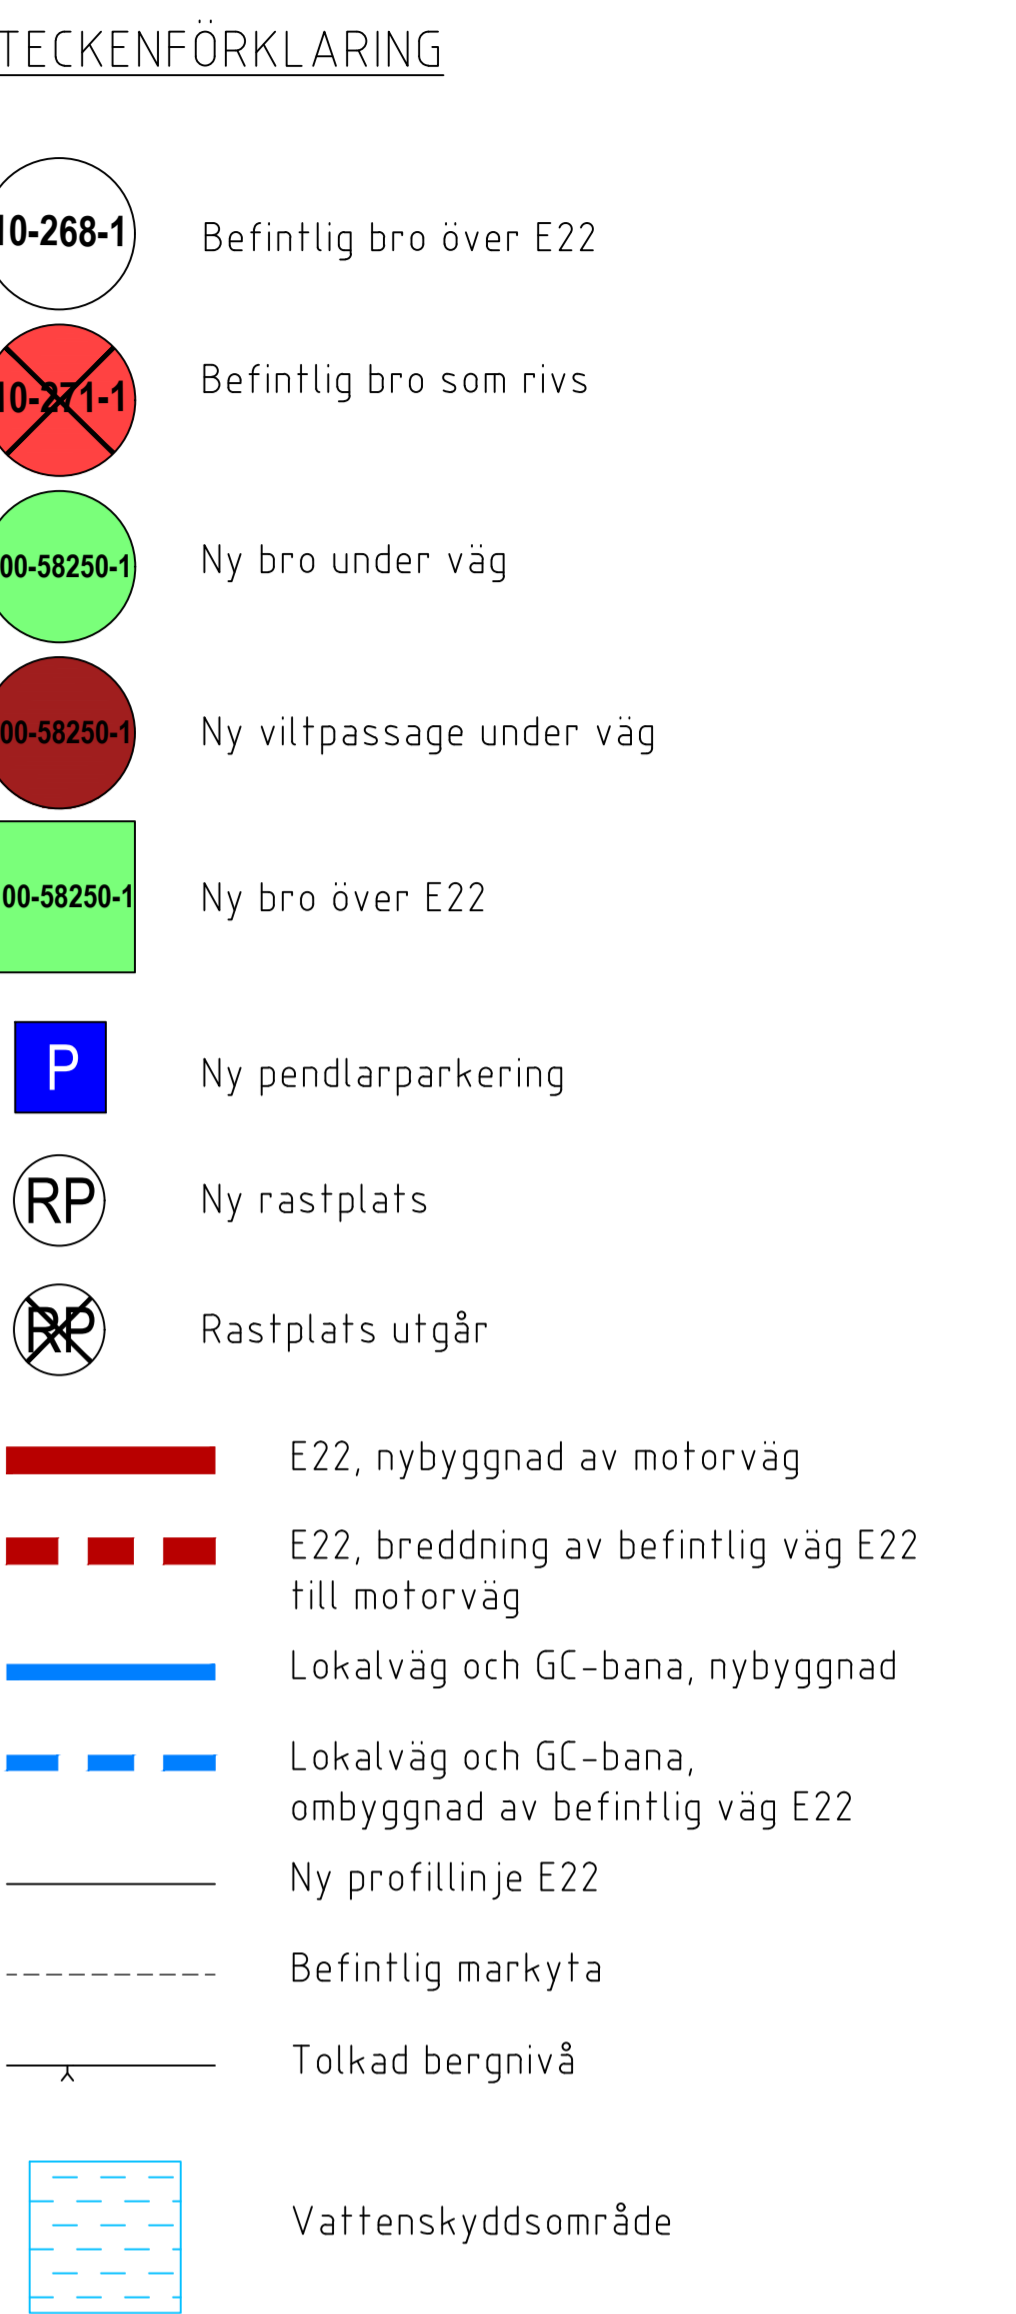 TECKENFÖRKLARING
10-268-1 Befintlig bro över E22
10-271-1 Befintlig bro som rivs
00-58250-1 Ny bro under väg
00-58250-1 Ny viltpassage under väg
00-58250-1 Ny bro över E22
P Ny pendlarparkering
RP Ny rastplats
RP Rastplats utgår
E22, nybyggnad av motorväg
E22, breddning av befintlig väg E22
till motorväg
Lokalväg och GC-bana, nybyggnad
Lokalväg och GC-bana,
ombyggnad av befintlig väg E22
Ny profillinje E22
Befintlig markyta
Tolkad bergnivå
Vattenskyddsområde